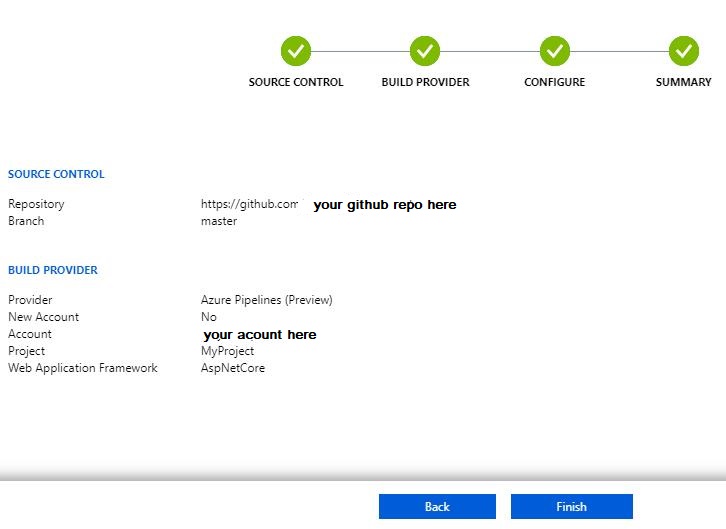 SOURCE CONTROL BUILD PROVIDER CONFIGURE SUMMARY
SOURCE CONTROL
Repository https://github.com your github repo here
Branch master
BUILD PROVIDER
Provider Azure Pipelines (Preview)
New Account No
Account your acount here
Project MyProject
Web Application Framework AspNetCore
Back Finish